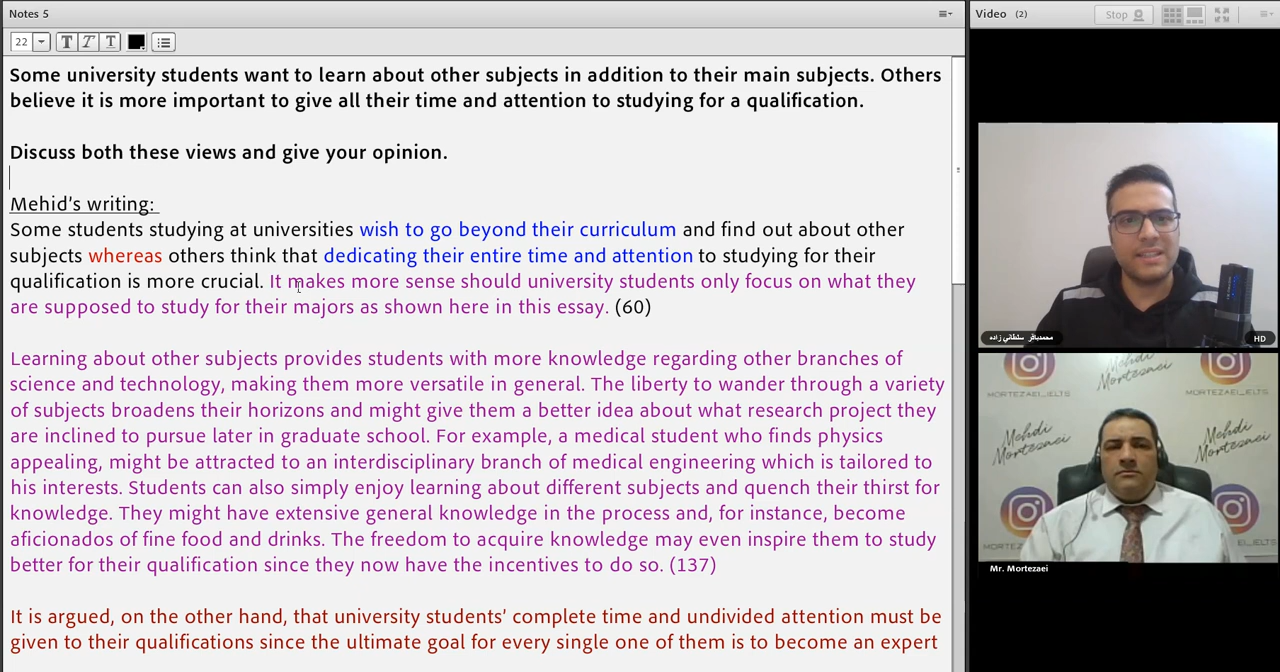 Notes 5
Video (2)
Stop
22
T T T
Some university students want to learn about other subjects in addition to their main subjects. Others
believe it is more important to give all their time and attention to studying for a qualification.
Discuss both these views and give your opinion.
Mehid's writing:
Some students studying at universities wish to go beyond their curriculum and find out about other
subjects whereas others think that dedicating their entire time and attention to studying for their
qualification is more crucial. It makes more sense should university students only focus on what they
are supposed to study for their majors as shown here in this essay. (60)
Learning about other subjects provides students with more knowledge regarding other branches of
science and technology, making them more versatile in general. The liberty to wander through a variety
of subjects broadens their horizons and might give them a better idea about what research project they
are inclined to pursue later in graduate school. For example, a medical student who finds physics
appealing, might be attracted to an interdisciplinary branch of medical engineering which is tailored to
his interests. Students can also simply enjoy learning about different subjects and quench their thirst for
knowledge. They might have extensive general knowledge in the process and, for instance, become
aficionados of fine food and drinks. The freedom to acquire knowledge may even inspire them to study
better for their qualification since they now have the incentives to do so. (137)
It is argued, on the other hand, that university students' complete time and undivided attention must be
given to their qualifications since the ultimate goal for every single one of them is to become an expert
محمدباقر سلطاني زاده
HD
Mehdi
Mortezaei
MORTEZAEI_IELTS
Mehdi
Mortezaei
Mehdi
Mortezaei
Mr. Mortezaei